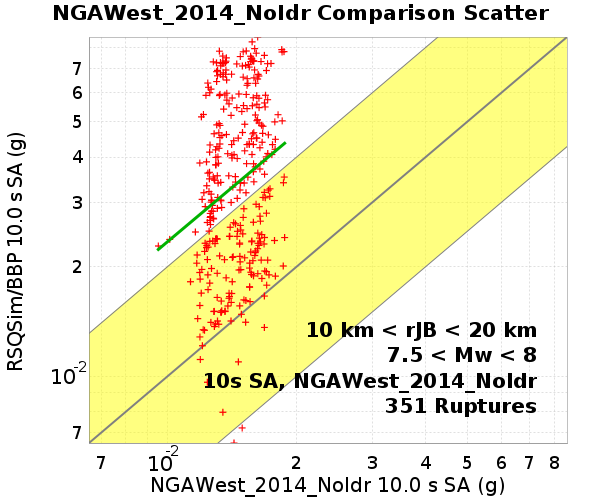 NGAWest_2014_NoIdr Comparison Scatter
RSQSim/BBP 10.0 s SA (g)
7
6
5
4
3
2
10-2
7
10 km < rJB < 20 km
7.5 < Mw < 8
10s SA, NGAWest_2014_NoIdr
351 Ruptures
7 10-2 2 3 4 5 6 7 8
NGAWest_2014_NoIdr 10.0 s SA (g)